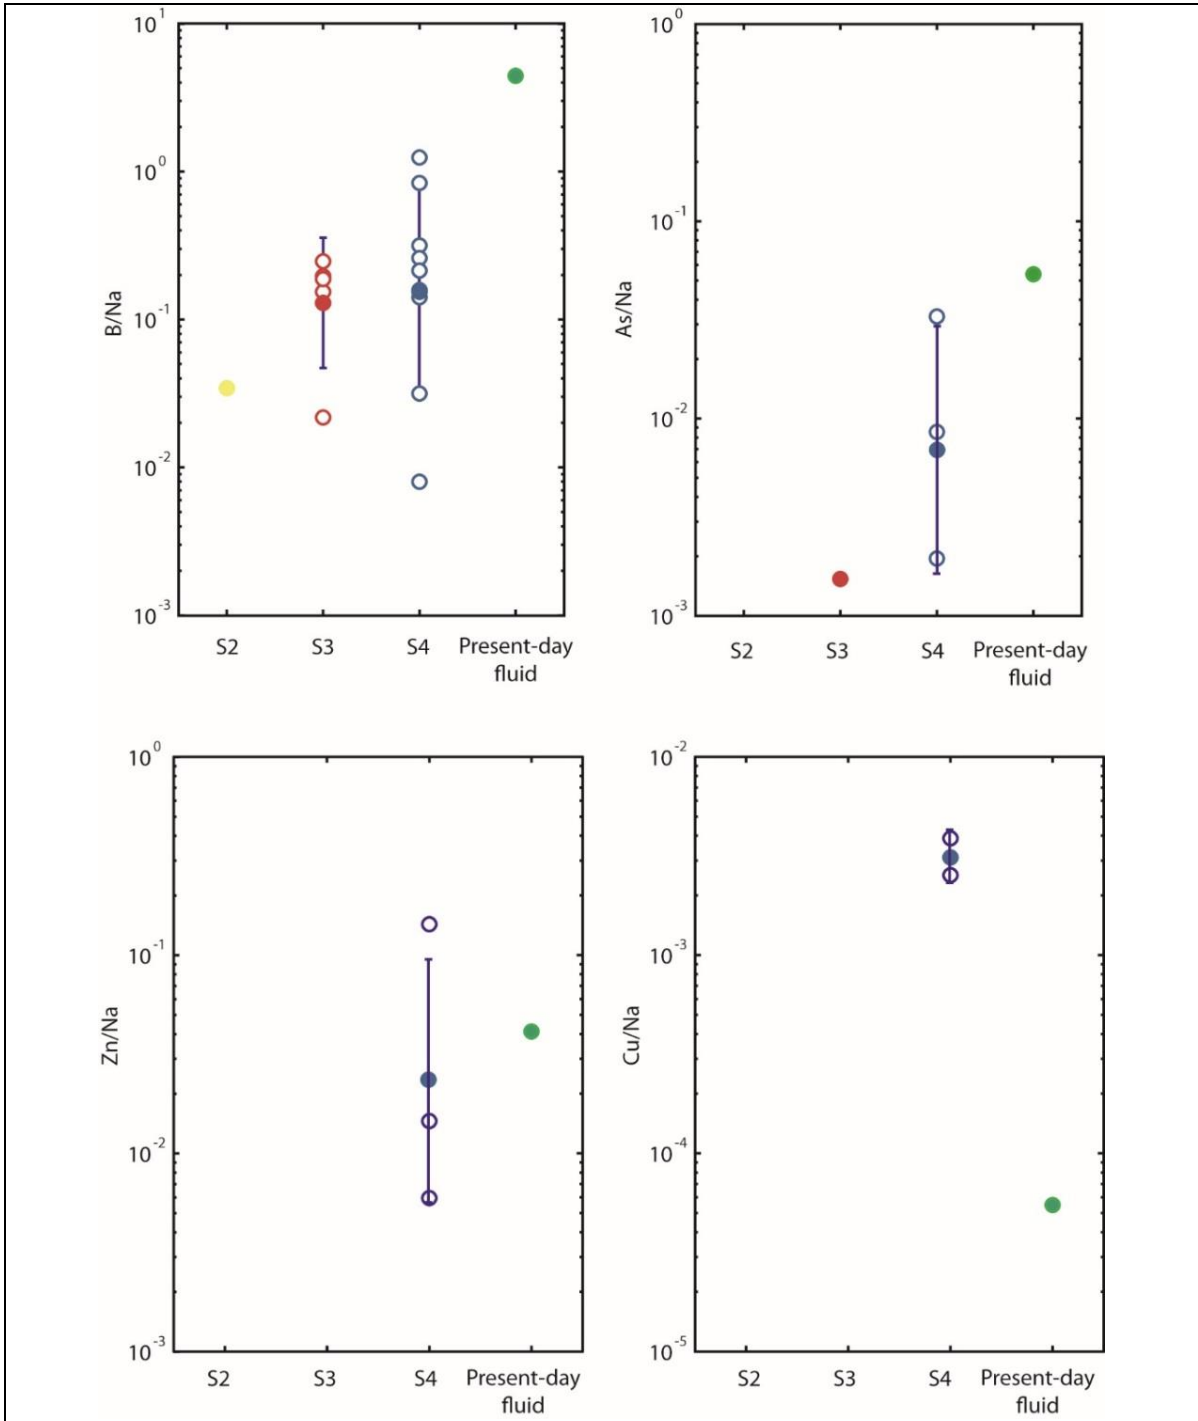 10^1
10^0
10^-1
10^-2
10^-3
B/Na
S2 S3 S4 Present-day
fluid
10^0
10^-1
10^-2
10^-3
As/Na
S2 S3 S4 Present-day
fluid
10^0
10^-1
10^-2
10^-3
Zn/Na
S2 S3 S4 Present-day
fluid
10^-2
10^-3
10^-4
10^-5
Cu/Na
S2 S3 S4 Present-day
fluid